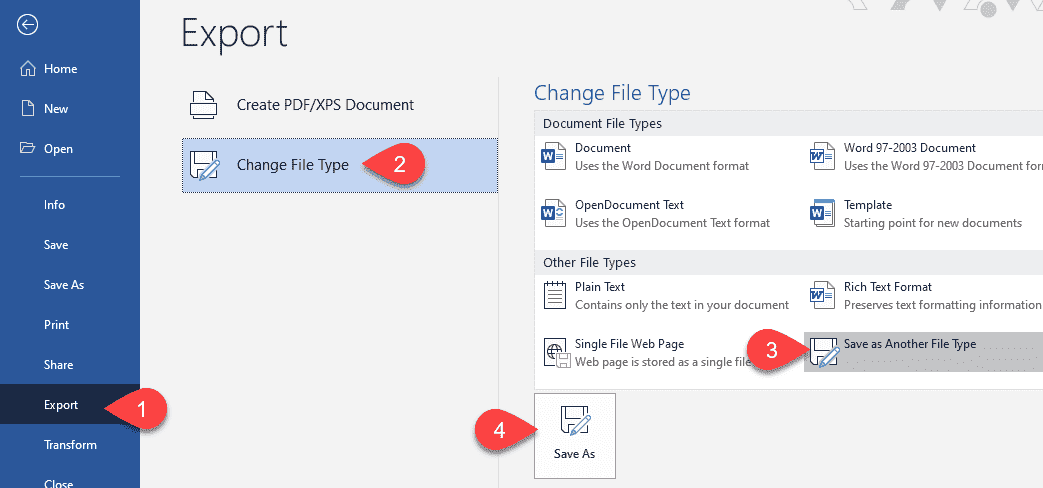 Export
Home
New
Open
Info
Save
Save As
Print
Share
Export
Transform
Close
Create PDF/XPS Document
Change File Type
2
1
Change File Type
Document File Types
Document
Uses the Word Document format
Word 97-2003 Document
Uses the Word 97-2003 Document for
OpenDocument Text
Uses the OpenDocument Text format
Template
Starting point for new documents
Other File Types
Plain Text
Contains only the text in your document
Rich Text Format
Preserves text formatting information
Single File Web Page
Web page is stored as a single file
3
Save as Another File Type
4
Save As